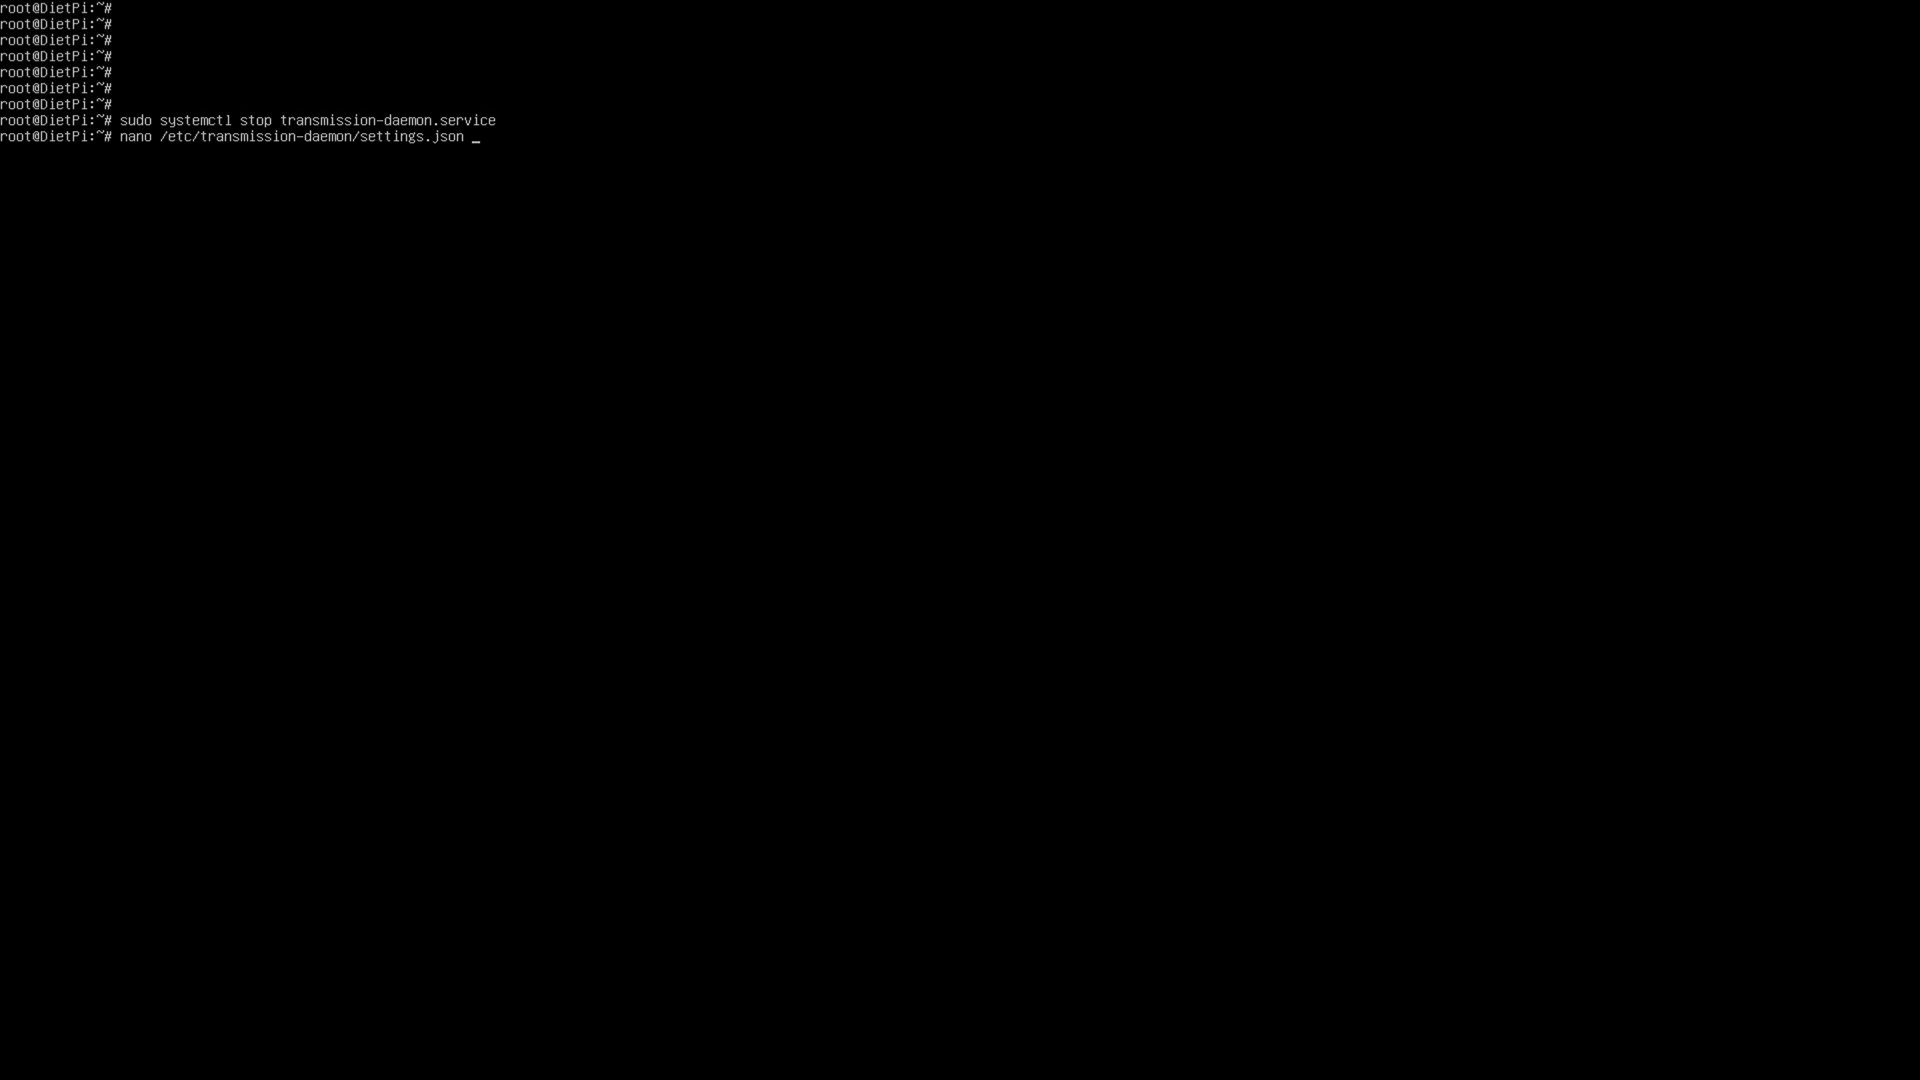 root@DietPi:~#
root@DietPi:~#
root@DietPi:~#
root@DietPi:~#
root@DietPi:~#
root@DietPi:~#
root@DietPi:~#
root@DietPi:~# sudo systemctl stop transmission-daemon.service
root@DietPi:~# nano /etc/transmission-daemon/settings.json _